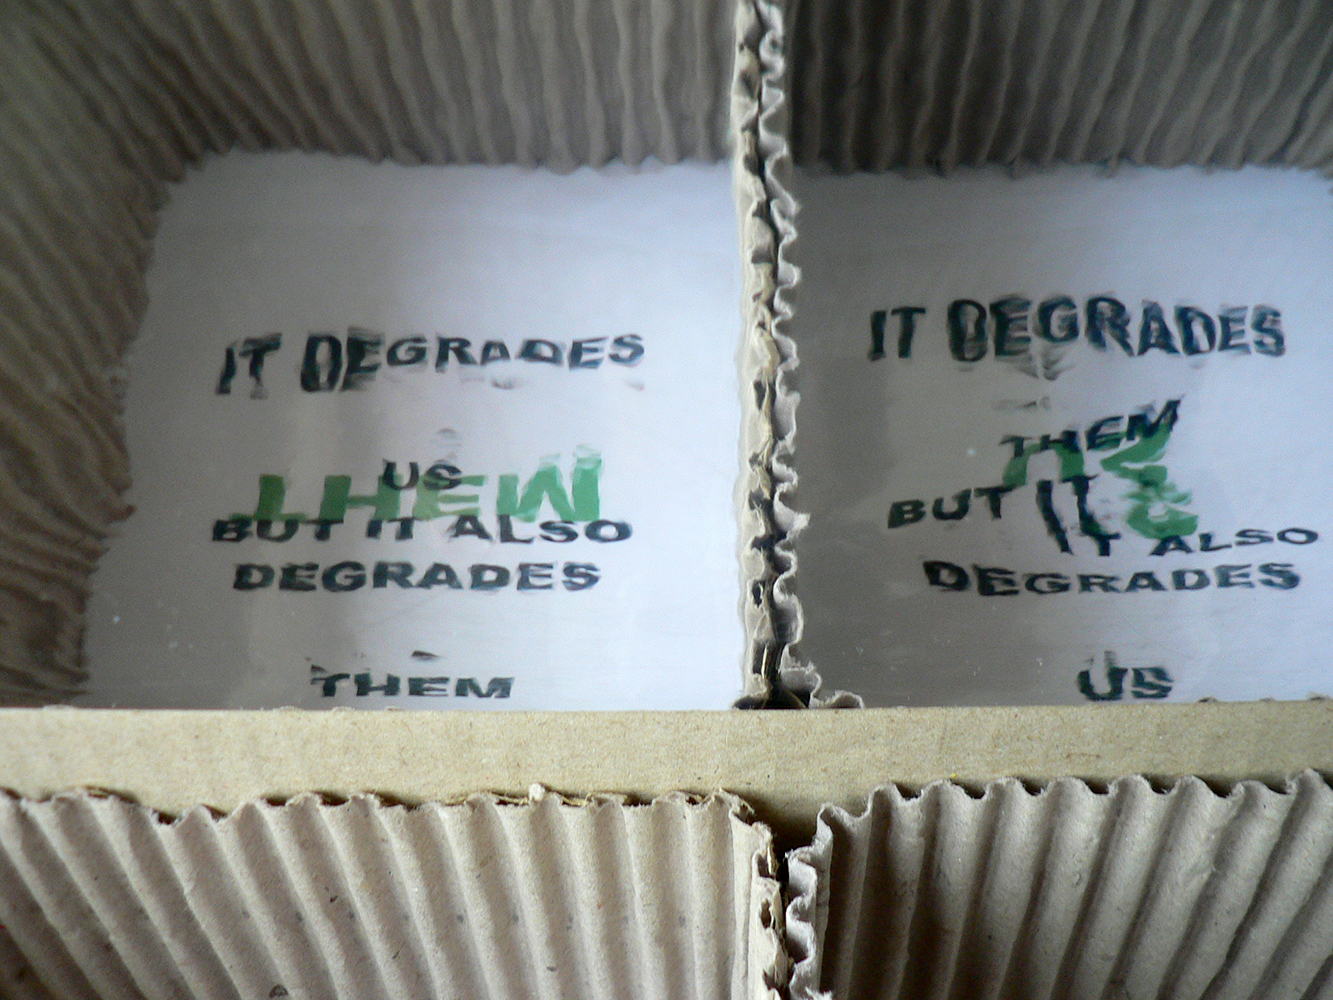 IT DEGRADES
US
THEM
BUT IT ALSO
DEGRADES
THEM
IT DEGRADES
THEM
US
BUT IT ALSO
DEGRADES
US